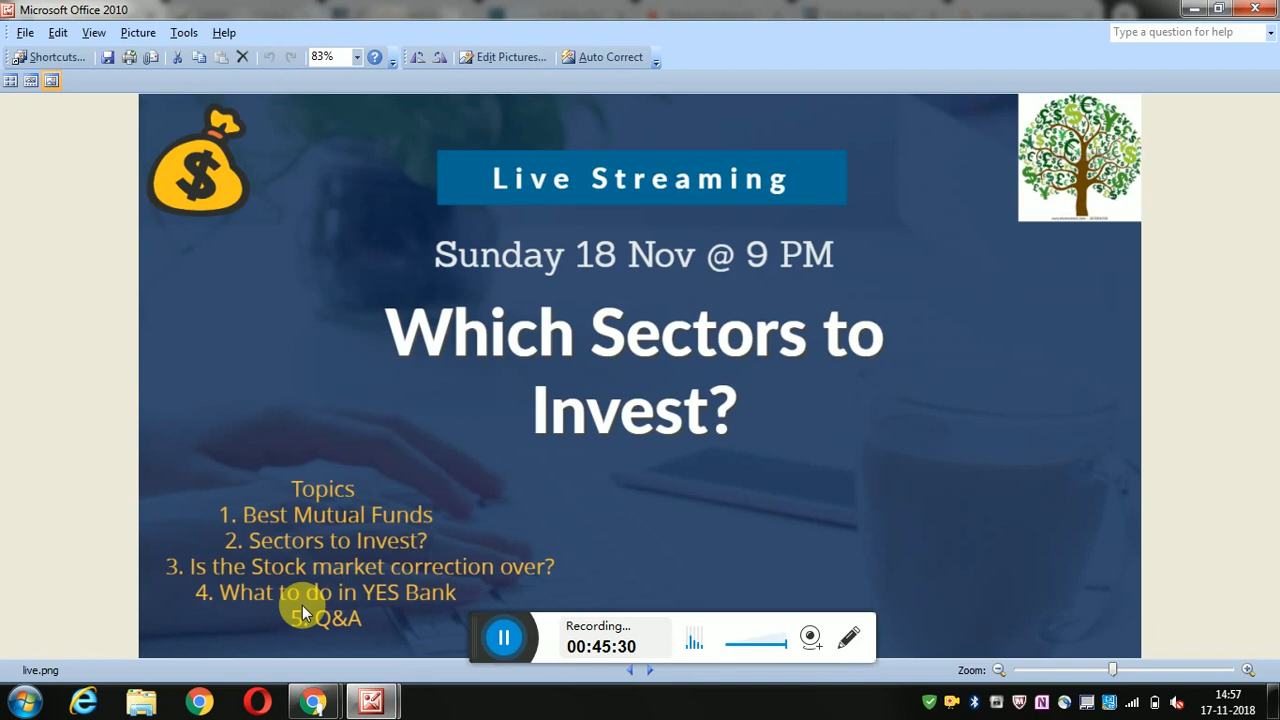 Microsoft Office 2010
File Edit View Picture Tools Help
Type a question for help
Shortcuts...
83%
Edit Pictures...
Auto Correct
Live Streaming
Sunday 18 Nov @ 9 PM
Which Sectors to
Invest?
Topics
1. Best Mutual Funds
2. Sectors to Invest?
3. Is the Stock market correction over?
4. What to do in YES Bank
5. Q&A
Recording...
00:45:30
live.png
Zoom:
14:57
17-11-2018